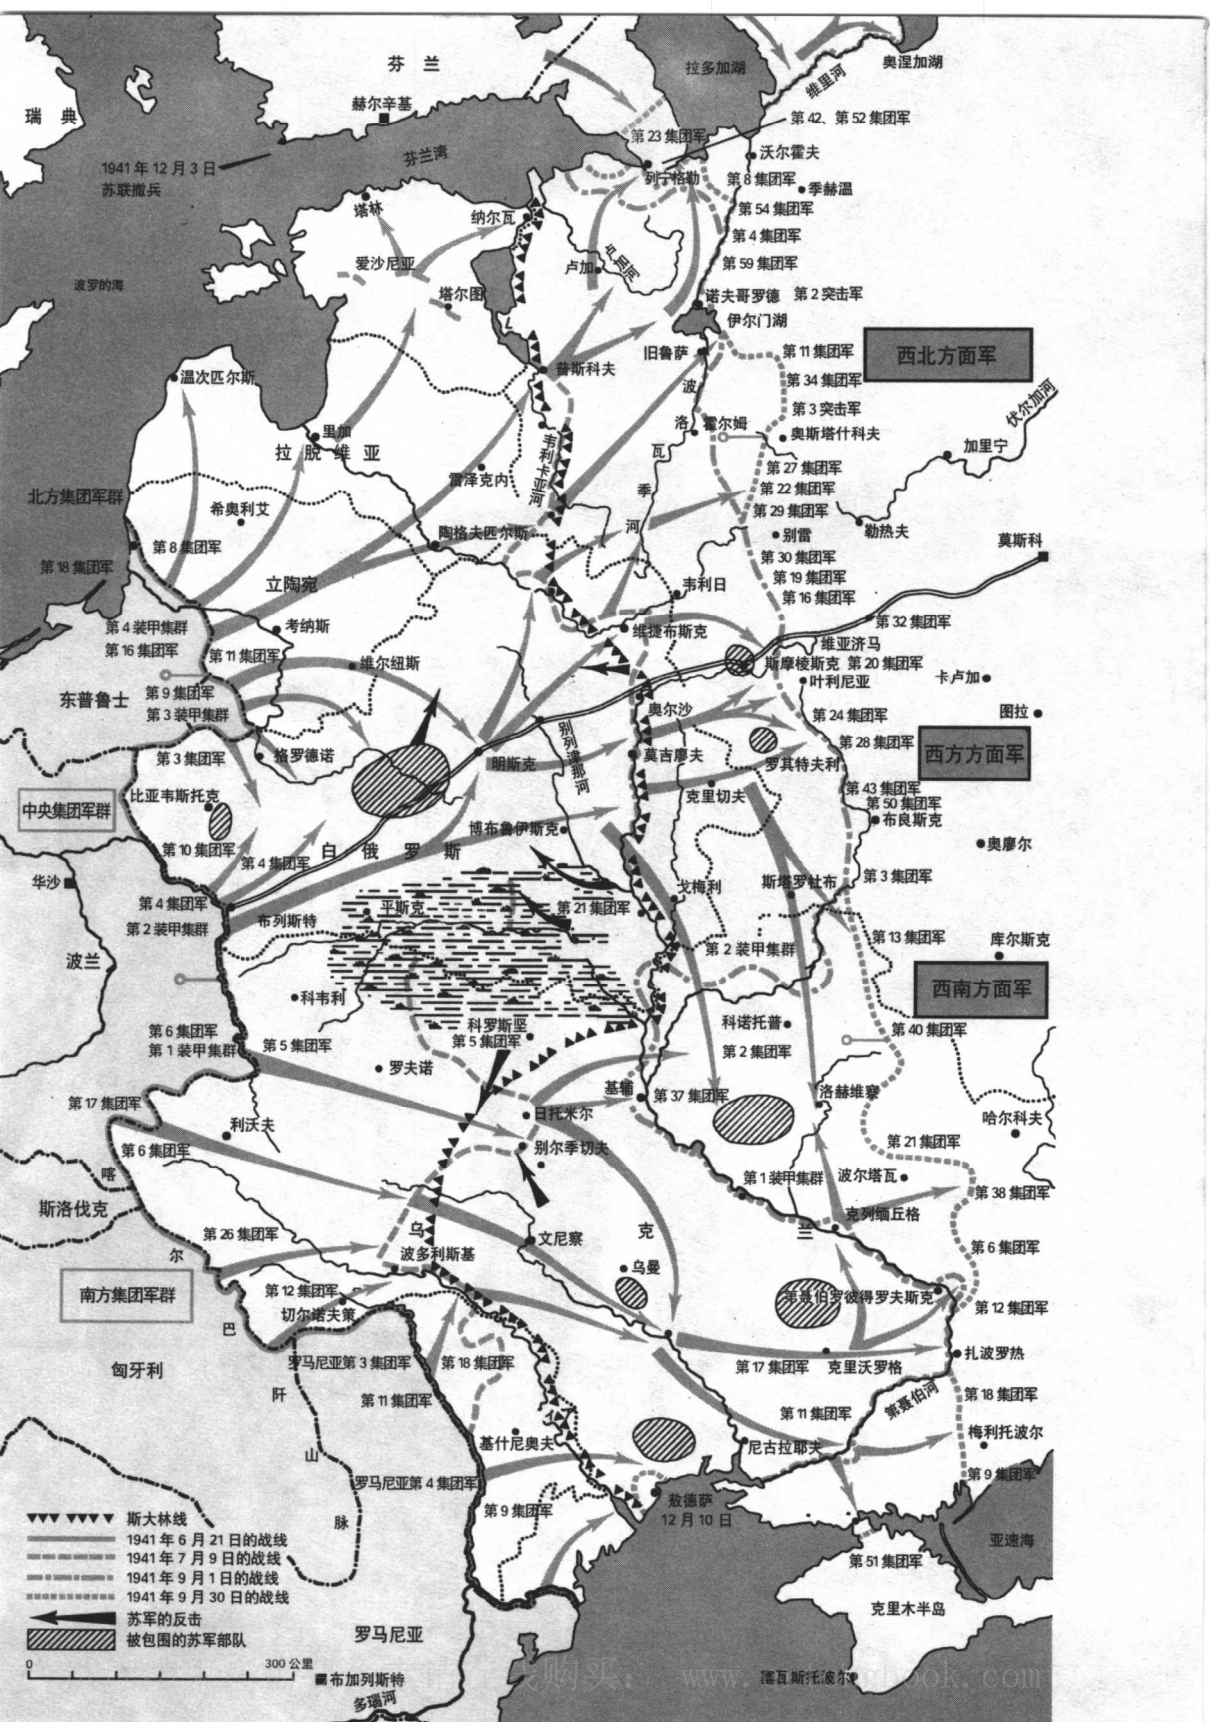 芬兰
拉多加湖
奥涅加湖
维里河
瑞典
赫尔辛基
第42、第52集团军
第23集团军
芬兰湾
沃尔霍夫
1941年12月3日
苏联撤兵
列宁格勒
第8集团军
季赫温
塔林
纳尔瓦
第54集团军
第4集团军
爱沙尼亚
卢加
卢加河
第59集团军
波罗的海
塔尔图
诺夫哥罗德
第2突击军
伊尔门湖
旧鲁萨
第11集团军
西北方面军
温次匹尔斯
普斯科夫
第34集团军
洛
波
瓦
季
河
第3突击军
伏尔加河
里加
霍尔姆
奥斯塔什科夫
加里宁
拉脱维亚
韦利卡亚河
第27集团军
雷泽克内
第22集团军
北方集团军群
希奥利艾
第29集团军
陶格夫匹尔斯
别雷
勒热夫
莫斯科
第8集团军
第30集团军
第18集团军
立陶宛
韦利日
第19集团军
第16集团军
第4装甲集群
考纳斯
维捷布斯克
第32集团军
第16集团军
第11集团军
维亚济马
维尔纽斯
斯摩棱斯克
第20集团军
东普鲁士
第9集团军
叶利尼亚
卡卢加
第3装甲集群
奥尔沙
第24集团军
图拉
别列津那河
第28集团军
西方方面军
第3集团军
格罗德诺
明斯克
莫吉廖夫
罗其特夫利
比亚韦斯托克
克里切夫
第43集团军
第50集团军
中央集团军群
布良斯克
博布鲁伊斯克
奥廖尔
第10集团军
第4集团军
白俄罗斯
华沙
第4集团军
平斯克
戈梅利
斯塔罗杜布
第3集团军
布列斯特
第21集团军
第2装甲集群
第13集团军
库尔斯克
第2装甲集群
波兰
西南方面军
科韦利
第6集团军
科罗斯坚
科诺托普
第40集团军
第1装甲集群
第5集团军
第5集团军
第2集团军
罗夫诺
基辅
第37集团军
洛赫维察
第17集团军
利沃夫
日托米尔
哈尔科夫
第6集团军
别尔季切夫
第21集团军
喀
尔
巴
阡
山
脉
第1装甲集群
波尔塔瓦
第38集团军
斯洛伐克
克列缅丘格
第26集团军
乌
克
兰
文尼察
第6集团军
波多利斯基
乌曼
南方集团军群
第12集团军
第聂伯罗彼得罗夫斯克
第12集团军
切尔诺夫策
匈牙利
罗马尼亚第3集团军
第18集团军
第17集团军
克里沃罗格
扎波罗热
第11集团军
第聂伯河
第18集团军
第11集团军
梅利托波尔
基什尼奥夫
尼古拉耶夫
罗马尼亚第4集团军
第9集团军
第9集团军
敖德萨
12月10日
亚速海
第51集团军
克里木半岛
斯大林线
1941年6月21日的战线
1941年7月9日的战线
1941年9月1日的战线
1941年9月30日的战线
苏军的反击
被包围的苏军部队
0
300公里
罗马尼亚
布加列斯特
多瑙河
塞瓦斯托波尔